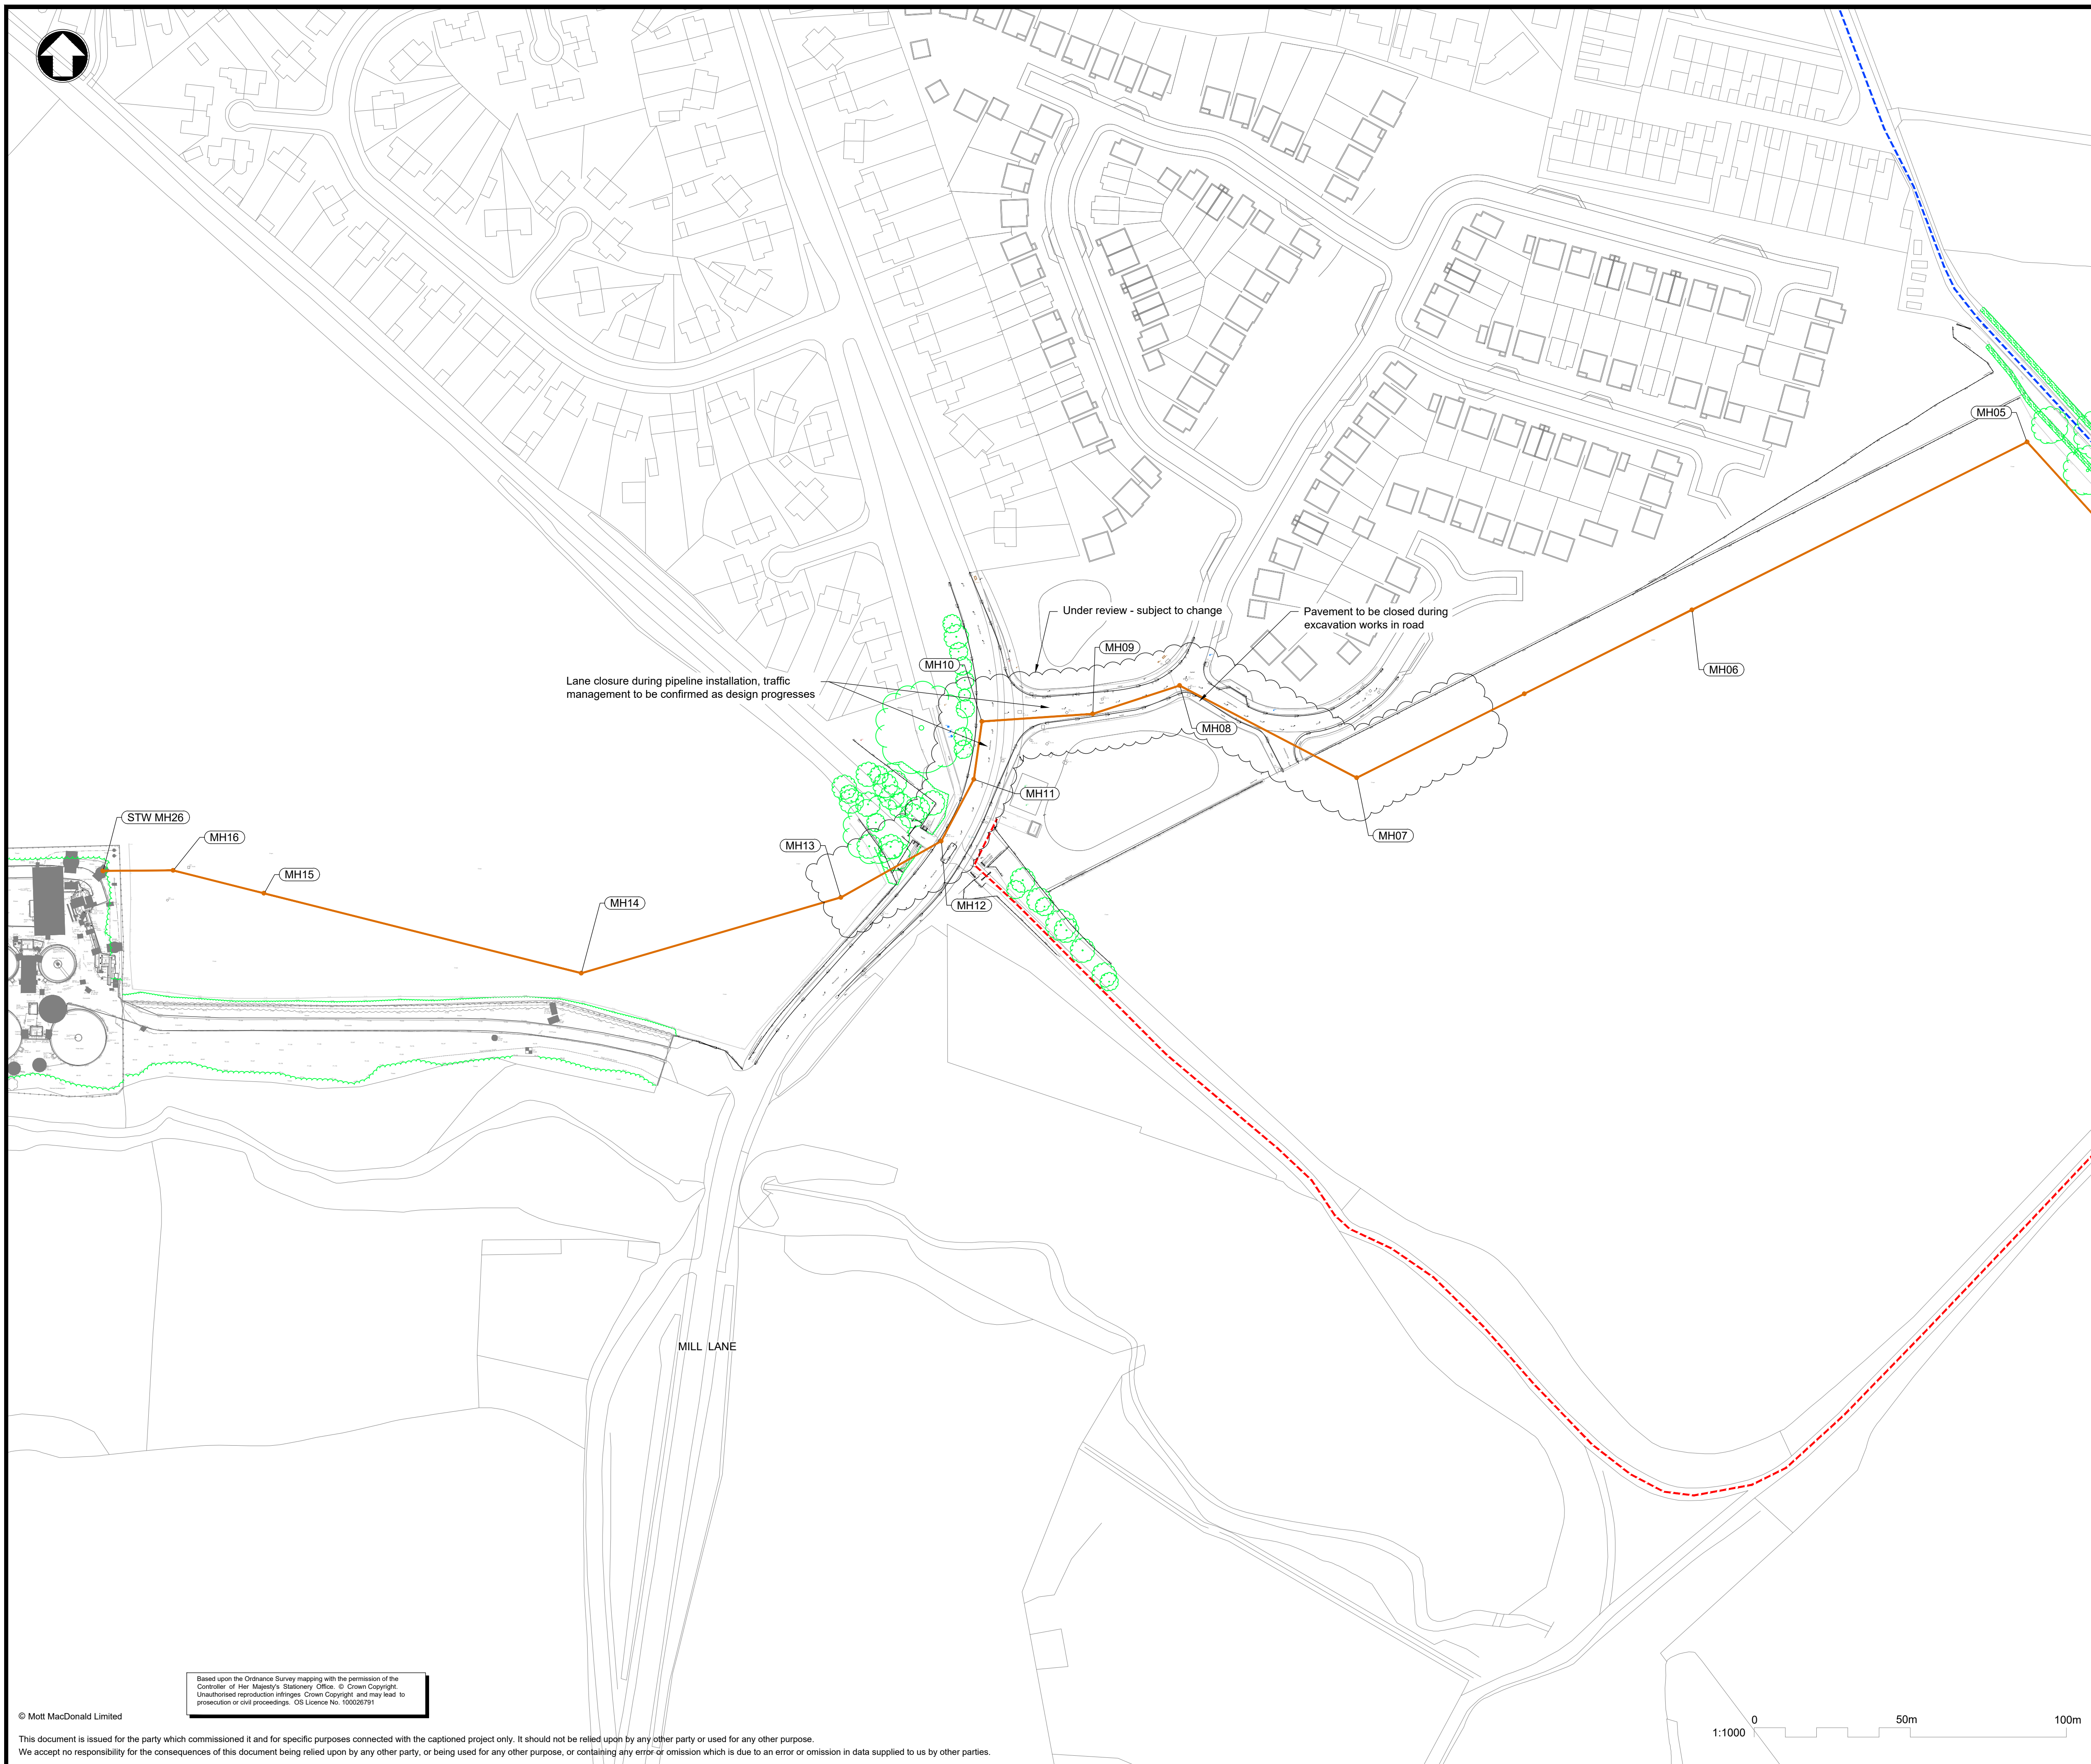 MH05
Under review - subject to change
Pavement to be closed during
excavation works in road
MH09
MH10
MH06
Lane closure during pipeline installation, traffic
management to be confirmed as design progresses
MH08
MH11
STW MH26
MH16
MH13
MH07
MH15
MH14
MH12
MILL LANE
Based upon the Ordnance Survey mapping with the permission of the
Controller of Her Majesty's Stationery Office. © Crown Copyright.
Unauthorised reproduction infringes Crown Copyright and may lead to
prosecution or civil proceedings. OS Licence No. 100026791
© Mott MacDonald Limited
This document is issued for the party which commissioned it and for specific purposes connected with the captioned project only. It should not be relied upon by any other party or used for any other purpose.
We accept no responsibility for the consequences of this document being relied upon by any other party, or being used for any other purpose, or containing any error or omission which is due to an error or omission in data supplied to us by other parties.
1:1000
0
50m
100m